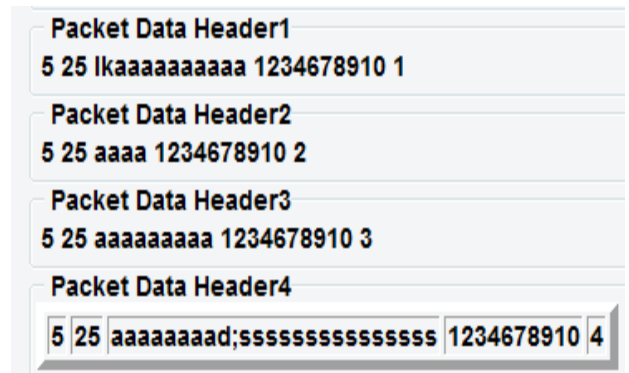 Packet Data Header1
5 25 lkaaaaaaaaaa 1234678910 1
Packet Data Header2
5 25 aaaa 1234678910 2
Packet Data Header3
5 25 aaaaaaaaa 1234678910 3
Packet Data Header4
5 25 aaaaaaaad;sssssssssssssss 1234678910 4